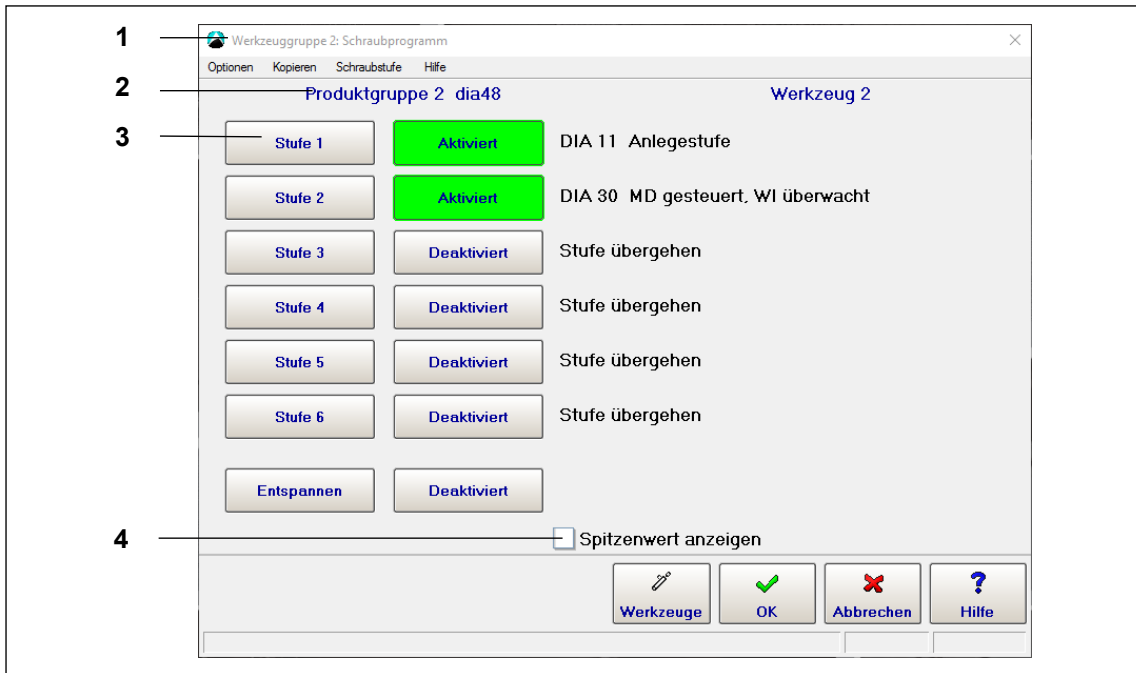 1
Werkzeuggruppe 2: Schraubprogramm
Optionen Kopieren Schraubstufe Hilfe
2
Produktgruppe 2 dia48 Werkzeug 2
3
Stufe 1 Aktiviert DIA 11 Anlegestufe
Stufe 2 Aktiviert DIA 30 MD gesteuert, WI überwacht
Stufe 3 Deaktiviert Stufe übergehen
Stufe 4 Deaktiviert Stufe übergehen
Stufe 5 Deaktiviert Stufe übergehen
Stufe 6 Deaktiviert Stufe übergehen
Entspannen Deaktiviert
4
Spitzenwert anzeigen
Werkzeuge OK Abbrechen Hilfe